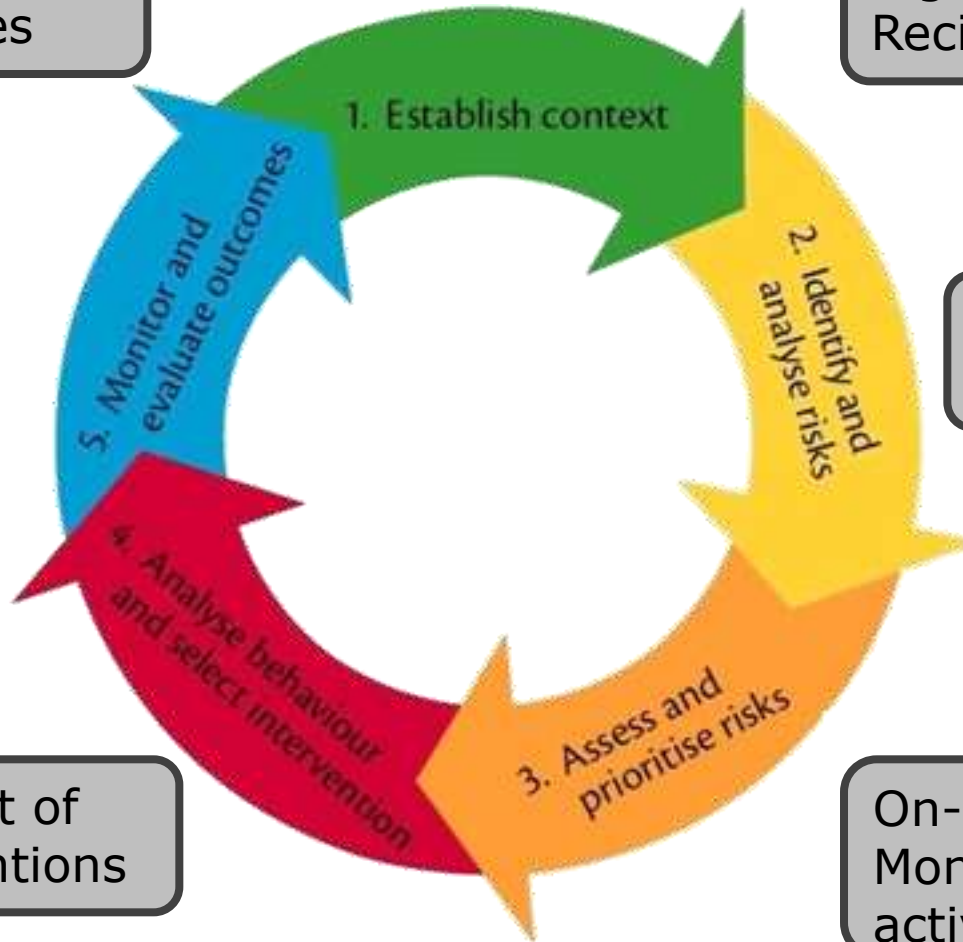 1. Establish context
2. Identify and
analyse risks
3. Assess and
prioritise risks
4. Analyse behaviour
and select intervention
5. Monitor and
evaluate outcomes
t of
On-